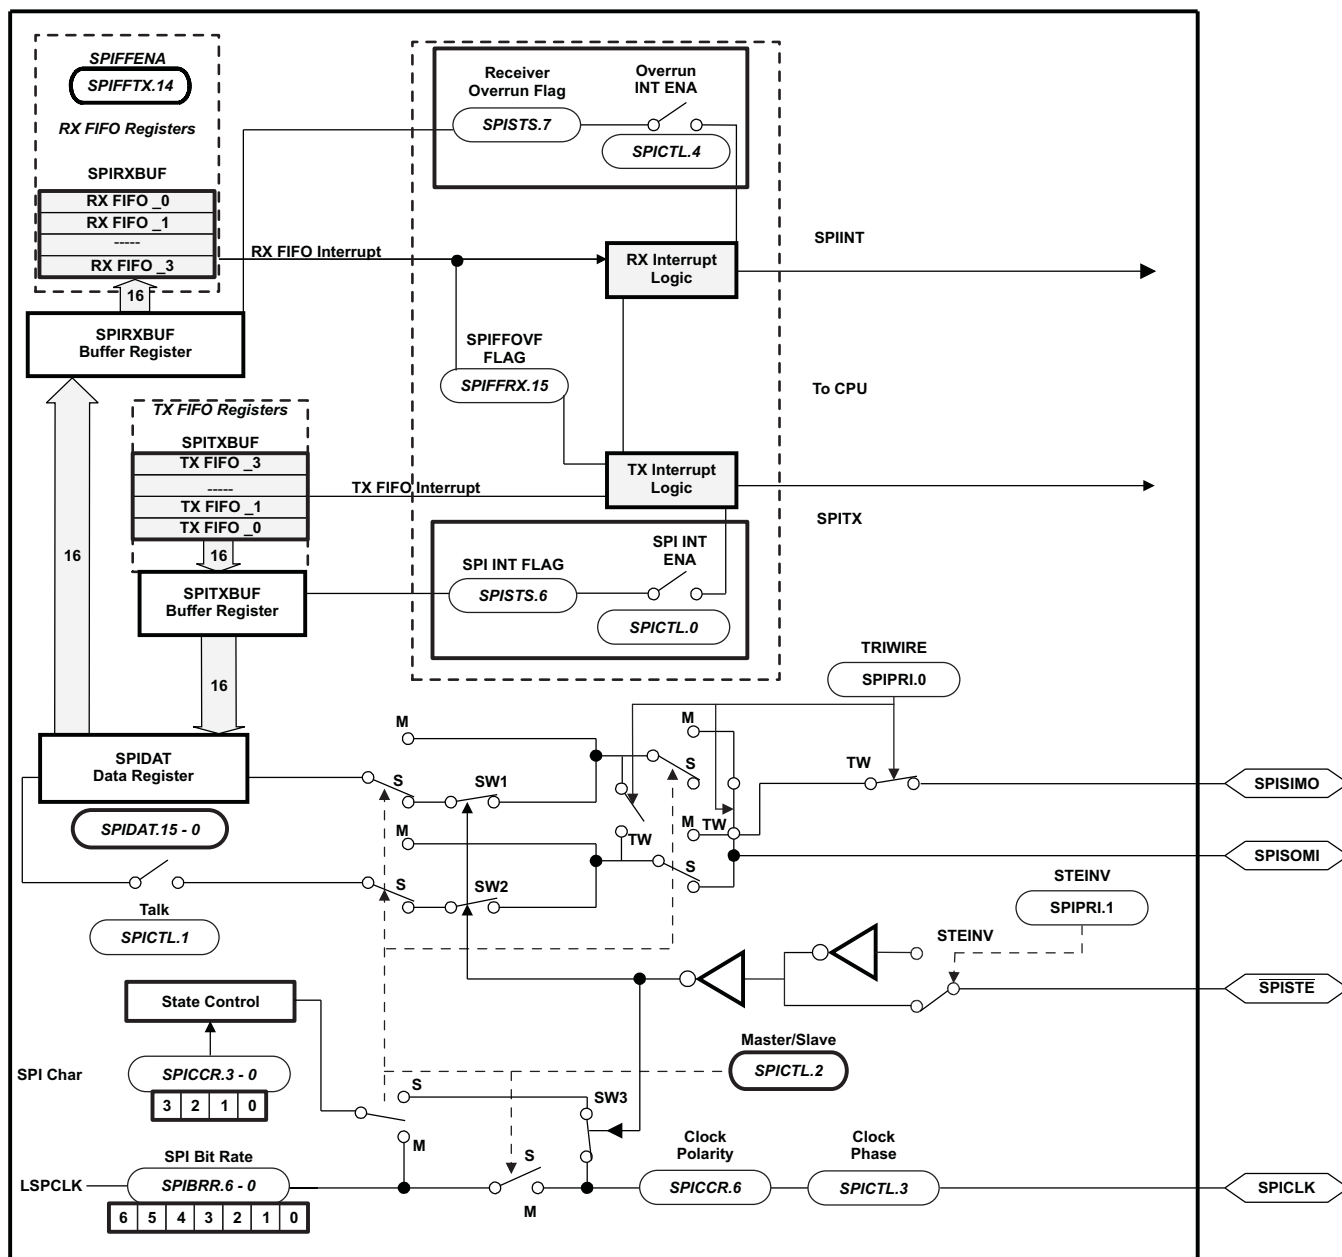 SPIFFENA
SPIFFTX.14
RX FIFO Registers
SPIRXBUF
RX FIFO _0
RX FIFO _1
-----
RX FIFO _3
16
SPIRXBUF
Buffer Register
Receiver
Overrun Flag
SPISTS.7
Overrun
INT ENA
SPICTL.4
RX FIFO Interrupt
RX Interrupt
Logic
SPIINT
SPIFFOVF
FLAG
SPIFFRX.15
To CPU
TX FIFO Registers
SPITXBUF
TX FIFO _3
-----
TX FIFO _1
TX FIFO _0
16
TX FIFO Interrupt
TX Interrupt
Logic
SPITX
16
SPITXBUF
Buffer Register
SPI INT FLAG
SPISTS.6
SPI INT
ENA
SPICTL.0
16
TRIWIRE
SPIPRI.0
SPIDAT
Data Register
SPIDAT.15 - 0
M
S
SW1
M
S
TW
M
TW
TW
SPISIMO
M
S
SW2
S
SPISOMI
Talk
SPICTL.1
STEINV
SPIPRI.1
STEINV
SPISTE
State Control
SPI Char
SPICCR.3 - 0
3 2 1 0
Master/Slave
SPICTL.2
S
M
SW3
S
M
LSPCLK
SPI Bit Rate
SPIBRR.6 - 0
6 5 4 3 2 1 0
Clock
Polarity
SPICCR.6
Clock
Phase
SPICTL.3
SPICLK